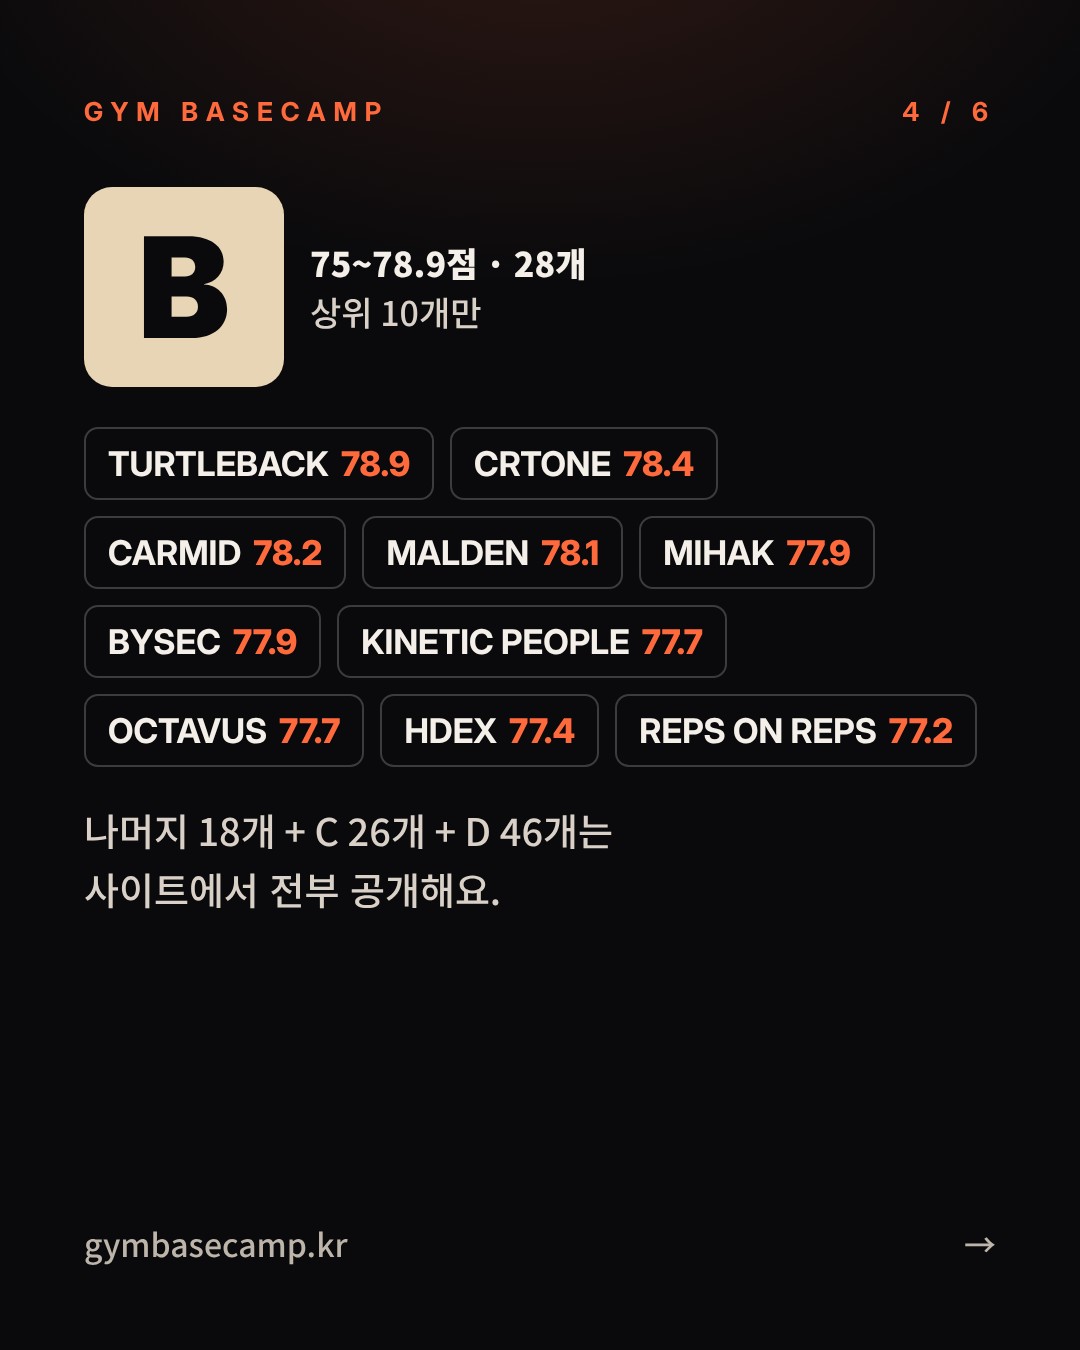 GYM BASECAMP
4 / 6
B
75~78.9점 · 28개
상위 10개만
TURTLEBACK 78.9 CRTONE 78.4
CARMID 78.2 MALDEN 78.1 MIHAK 77.9
BYSEC 77.9 KINETIC PEOPLE 77.7
OCTAVUS 77.7 HDEX 77.4 REPS ON REPS 77.2
나머지 18개 + C 26개 + D 46개는
사이트에서 전부 공개해요.
gymbasecamp.kr →